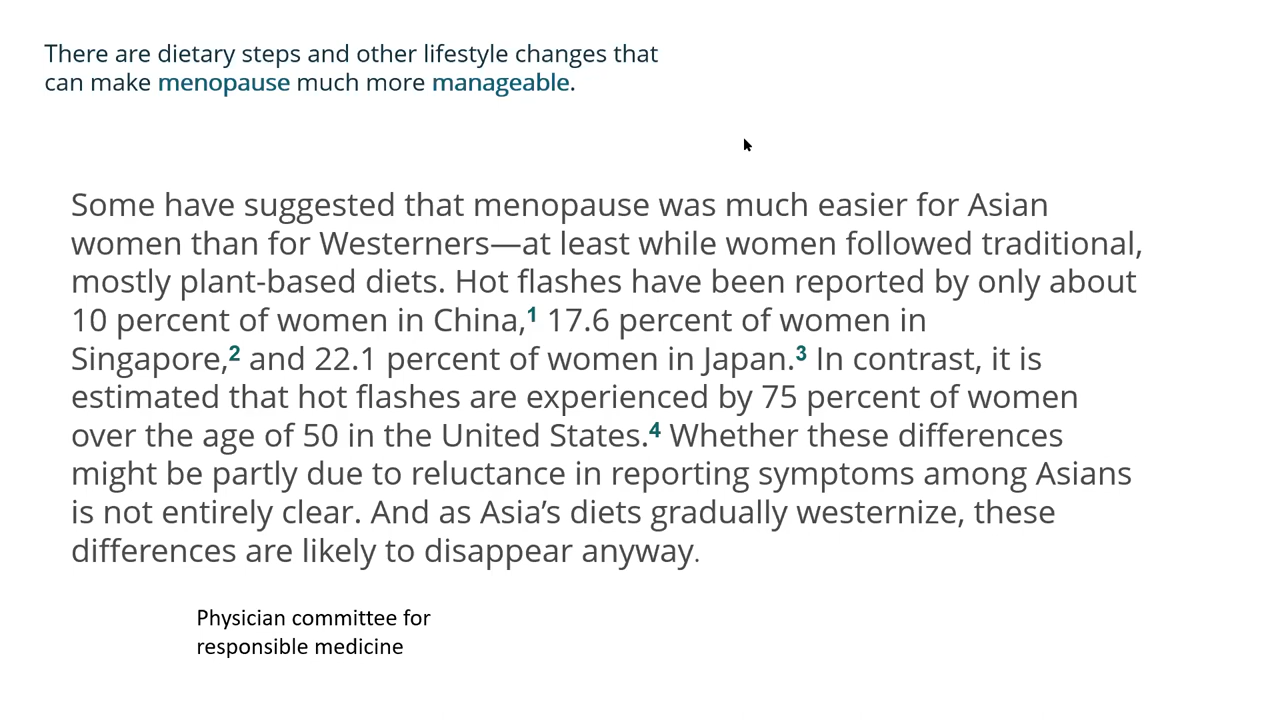 There are dietary steps and other lifestyle changes that
can make menopause much more manageable.
Some have suggested that menopause was much easier for Asian
women than for Westerners—at least while women followed traditional,
mostly plant-based diets. Hot flashes have been reported by only about
10 percent of women in China,1 17.6 percent of women in
Singapore,2 and 22.1 percent of women in Japan.3 In contrast, it is
estimated that hot flashes are experienced by 75 percent of women
over the age of 50 in the United States.4 Whether these differences
might be partly due to reluctance in reporting symptoms among Asians
is not entirely clear. And as Asia’s diets gradually westernize, these
differences are likely to disappear anyway.
Physician committee for
responsible medicine